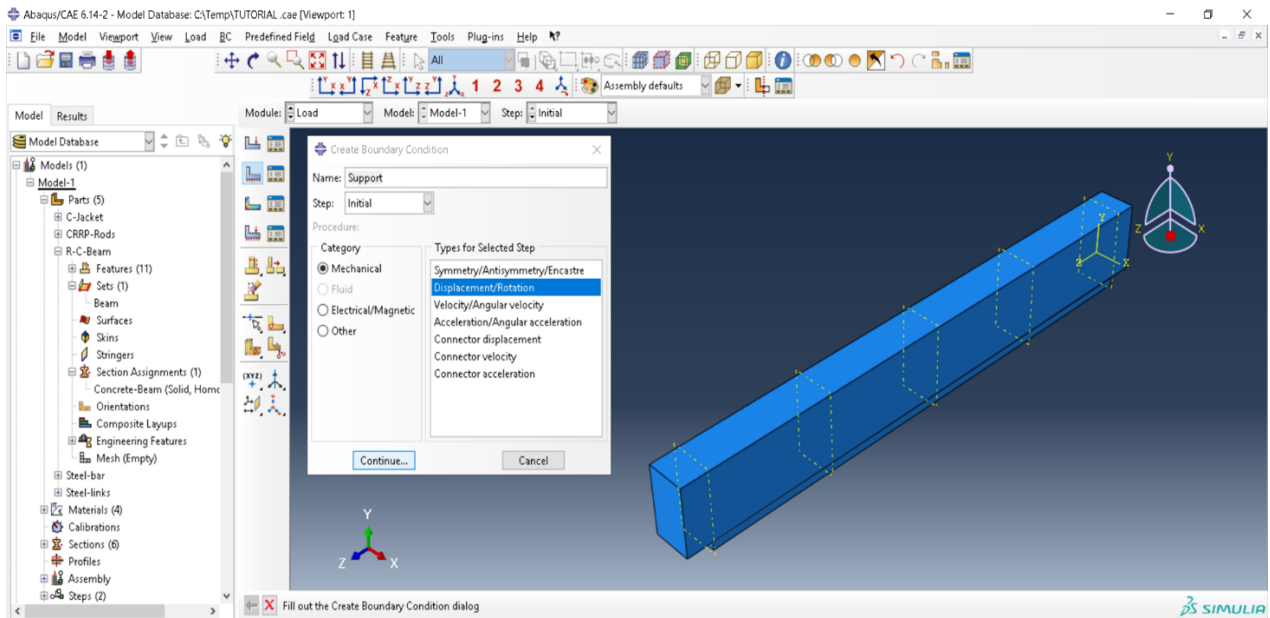 Abaqus/CAE 6.14-2 - Model Database: C:\Temp\TUTORIAL .cae [Viewport: 1]
File Model Viewport View Load BC Predefined Field Load Case Feature Tools Plug-ins Help
All
1 2 3 4 Assembly defaults
Model Results
Module: Load Model: Model-1 Step: Initial
Model Database
Models (1)
Model-1
Parts (5)
C-Jacket
CRRP-Rods
R-C-Beam
Features (11)
Sets (1)
Beam
Surfaces
Skins
Stringers
Section Assignments (1)
Concrete-Beam (Solid, Homo
Orientations
Composite Layups
Engineering Features
Mesh (Empty)
Steel-bar
Steel-links
Materials (4)
Calibrations
Sections (6)
Profiles
Assembly
Steps (2)
(XYZ)
Create Boundary Condition
Name: Support
Step: Initial
Procedure:
Category
Mechanical
Fluid
Electrical/Magnetic
Other
Types for Selected Step
Symmetry/Antisymmetry/Encastre
Displacement/Rotation
Velocity/Angular velocity
Acceleration/Angular acceleration
Connector displacement
Connector velocity
Connector acceleration
Continue... Cancel
Y
Z X
Y
Z X
Y
Z X
Fill out the Create Boundary Condition dialog
SIMULIA